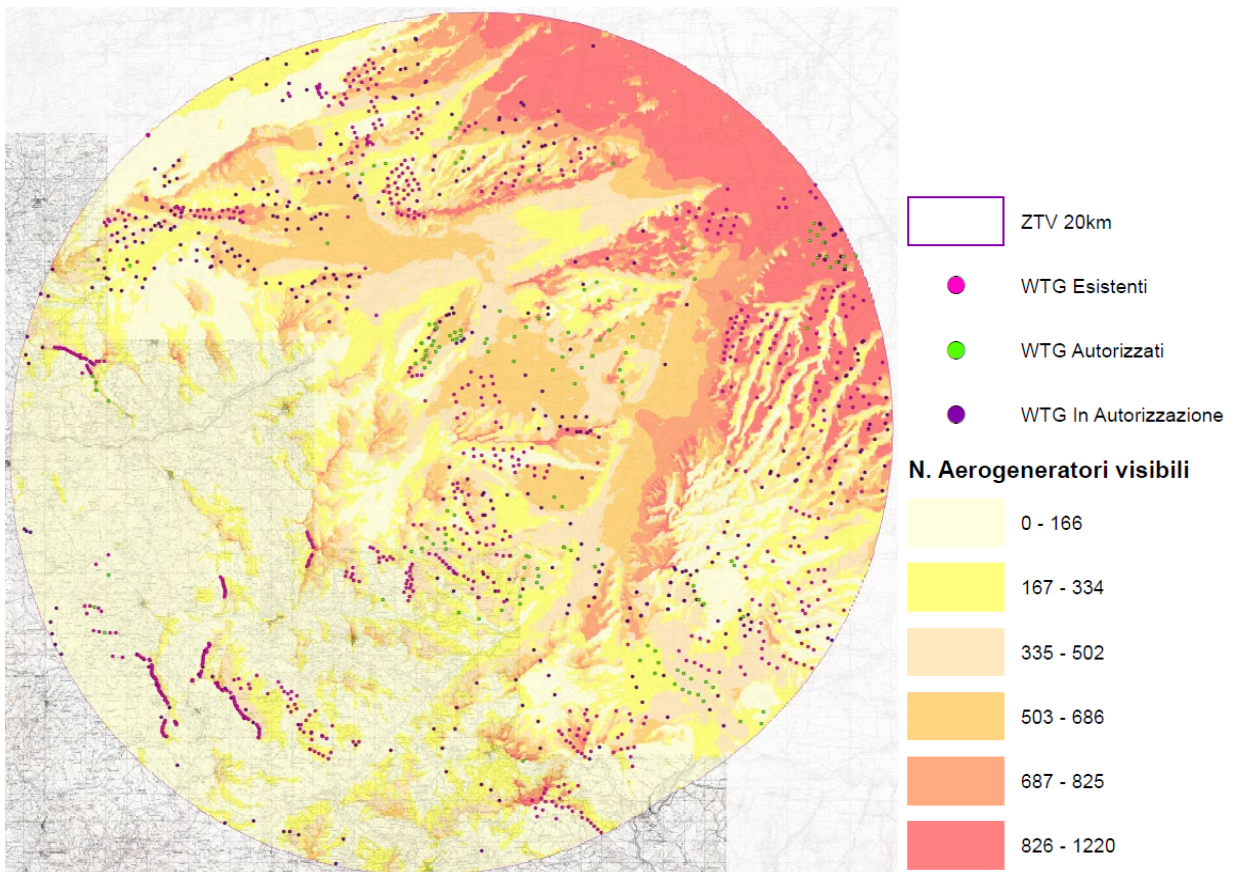 ZTV 20km
WTG Esistenti
WTG Autorizzati
WTG In Autorizzazione
N. Aerogeneratori visibili
0 - 166
167 - 334
335 - 502
503 - 686
687 - 825
826 - 1220